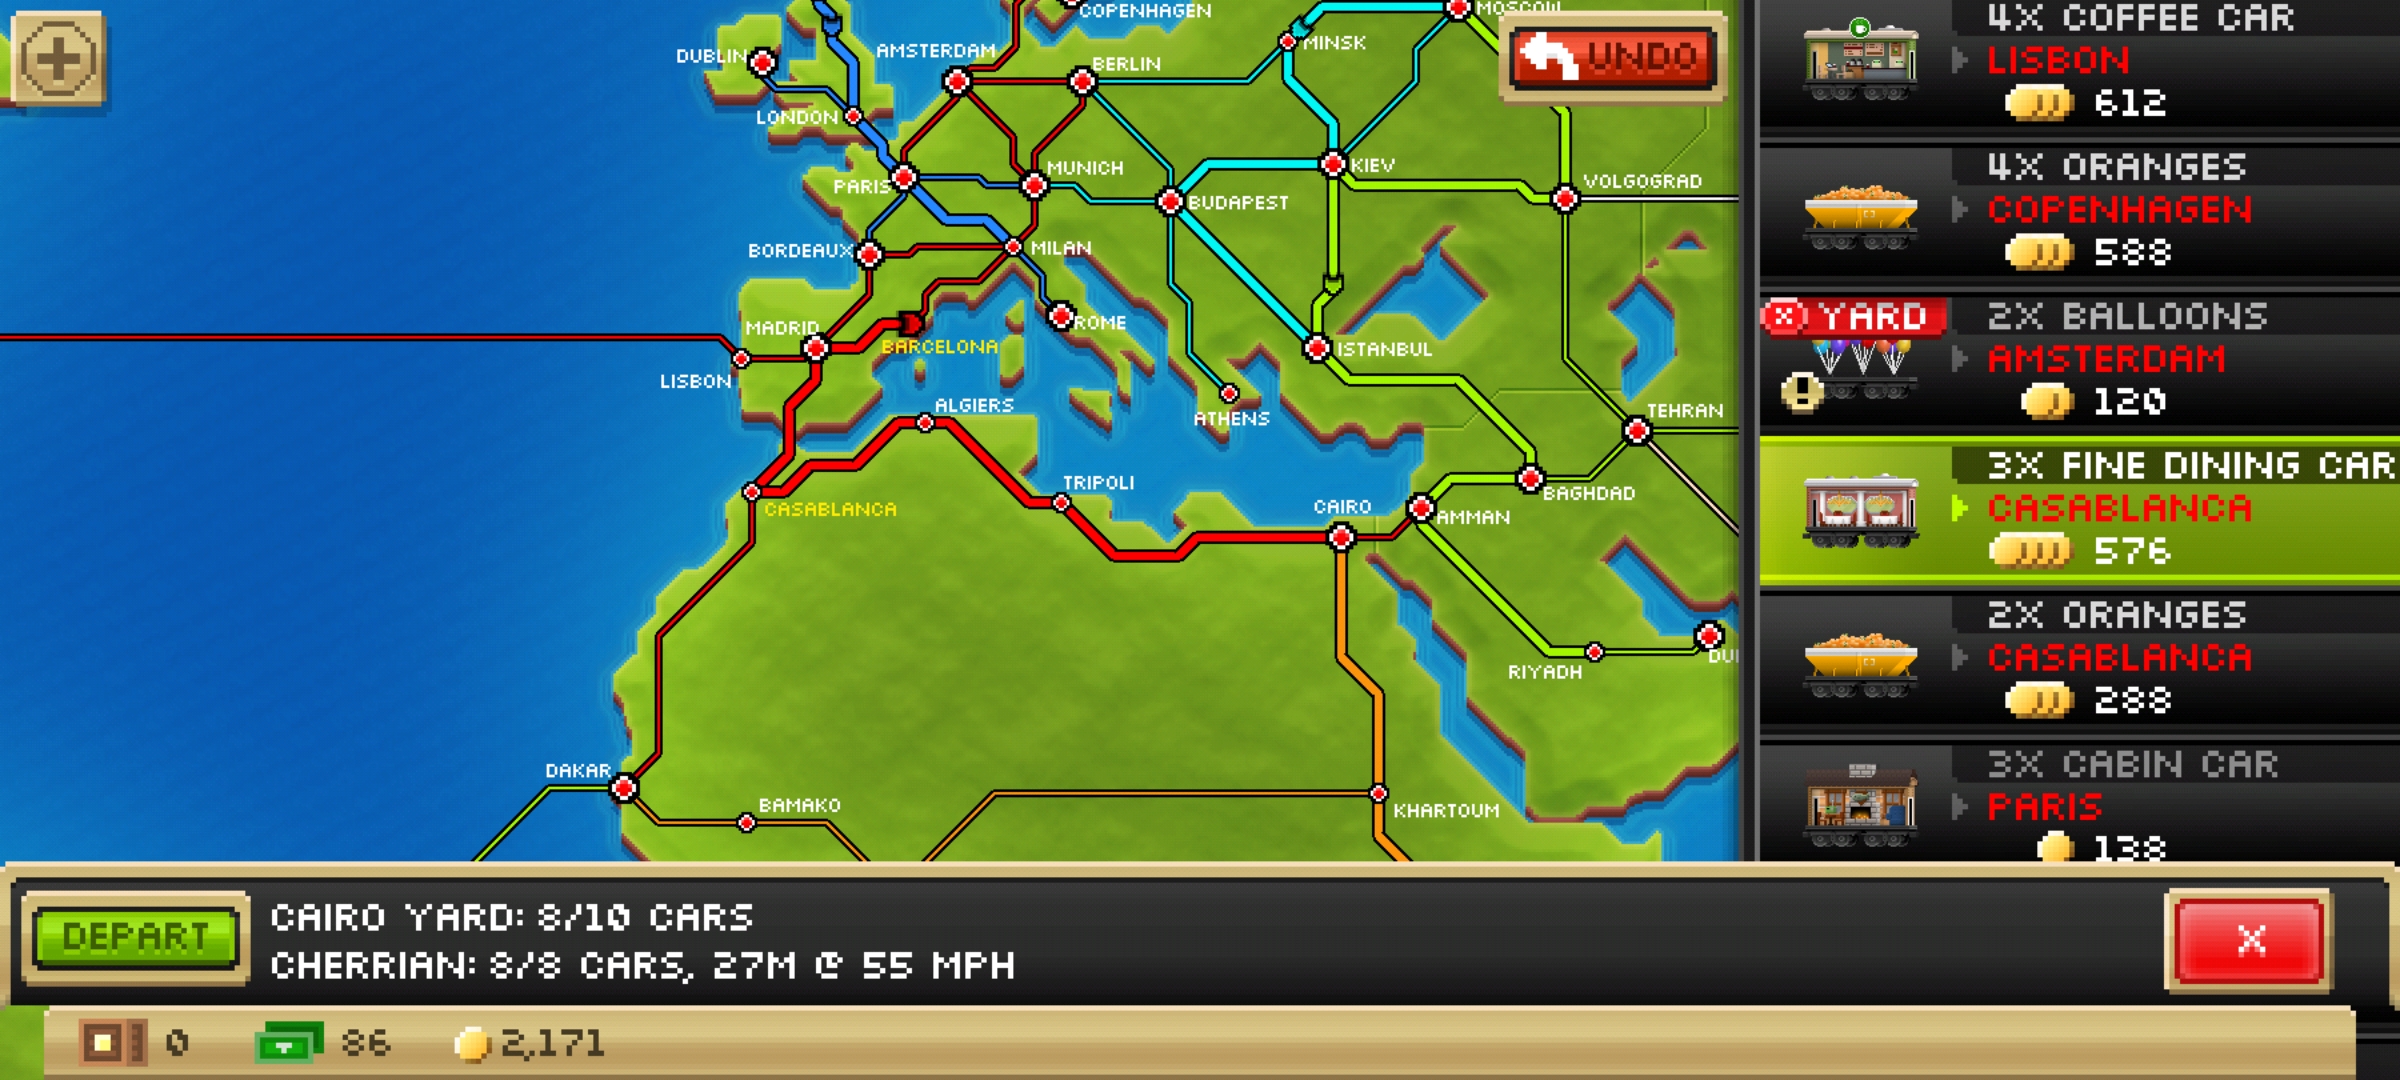 COPENHAGEN
MOSCOW
DUBLIN
AMSTERDAM
BERLIN
MINSK
UNDO
LONDON
PARIS
MUNICH
KIEV
BUDAPEST
VOLGOGRAD
BORDEAUX
MILAN
MADRID
ROME
BARCELONA
ISTANBUL
LISBON
ALGIERS
ATHENS
TEHRAN
CASABLANCA
TRIPOLI
CAIRO
AMMAN
BAGHDAD
RIYADH
DU
DAKAR
BAMAKO
KHARTOUM
4X COFFEE CAR
LISBON
612
4X ORANGES
COPENHAGEN
588
X YARD
2X BALLOONS
AMSTERDAM
!
120
3X FINE DINING CAR
CASABLANCA
576
2X ORANGES
CASABLANCA
288
3X CABIN CAR
PARIS
138
DEPART
CAIRO YARD: 8/10 CARS
CHERRIAN: 8/8 CARS, 27M @ 55 MPH
X
0
86
2,171